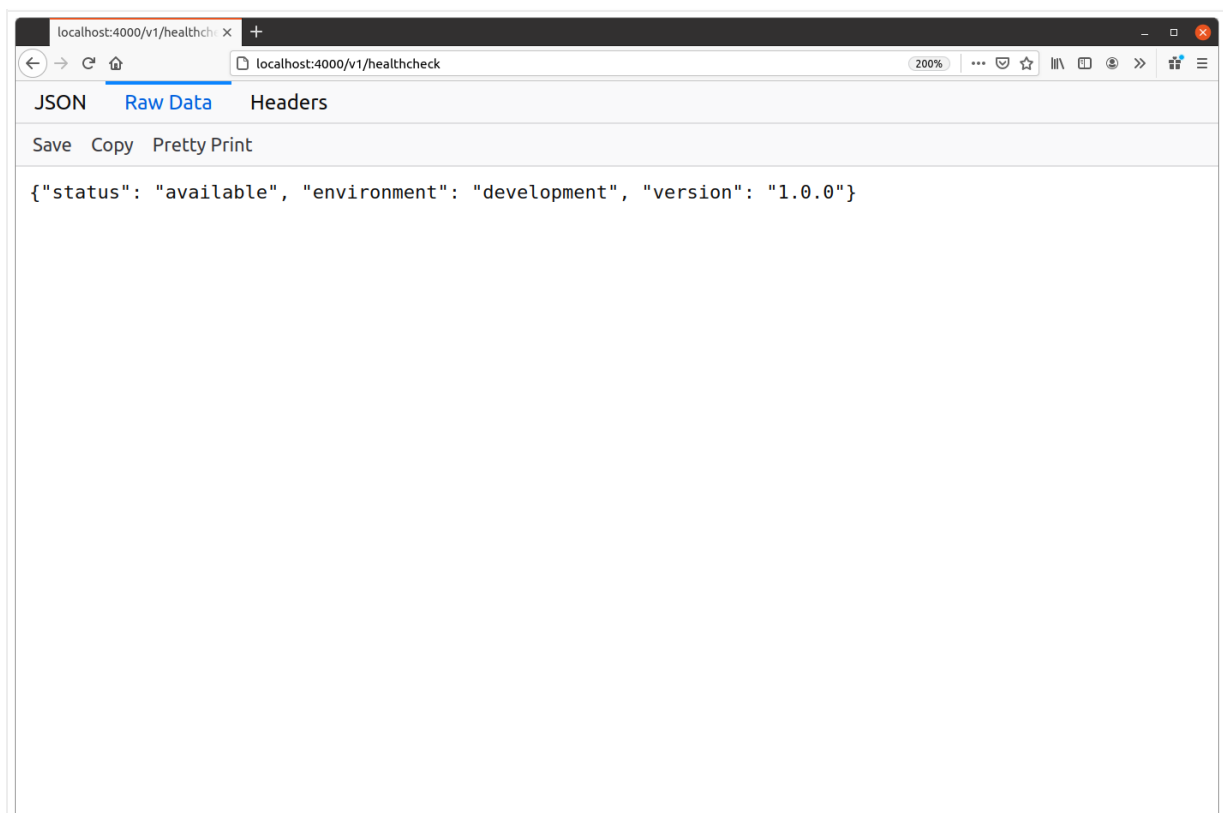 localhost:4000/v1/healthche
localhost:4000/v1/healthcheck
200%
JSON Raw Data Headers
Save Copy Pretty Print
{"status": "available", "environment": "development", "version": "1.0.0"}